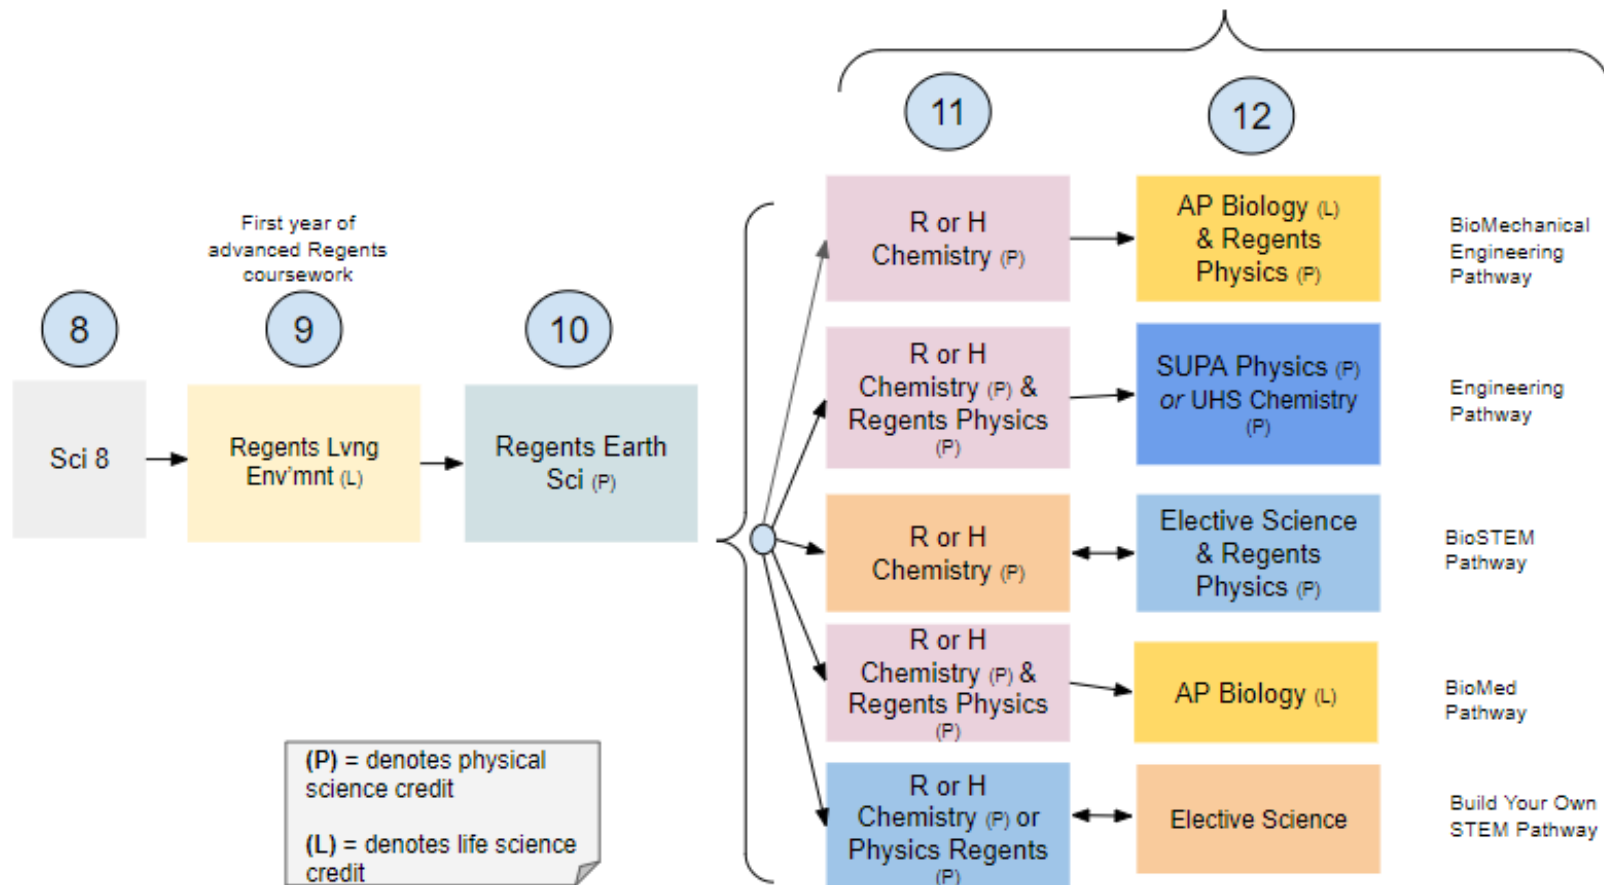 11
12
First year of
advanced Regents
coursework
8
9
10
Sci 8
Regents Lvng
Env'mnt (L)
Regents Earth
Sci (P)
R or H
Chemistry (P)
AP Biology (L)
& Regents
Physics (P)
BioMechanical
Engineering
Pathway
R or H
Chemistry (P) &
Regents Physics
(P)
SUPA Physics (P)
or UHS Chemistry
(P)
Engineering
Pathway
R or H
Chemistry (P)
Elective Science
& Regents
Physics (P)
BioSTEM
Pathway
R or H
Chemistry (P) &
Regents Physics
(P)
AP Biology (L)
BioMed
Pathway
R or H
Chemistry (P) or
Physics Regents
(P)
Elective Science
Build Your Own
STEM Pathway
(P) = denotes physical
science credit
(L) = denotes life science
credit